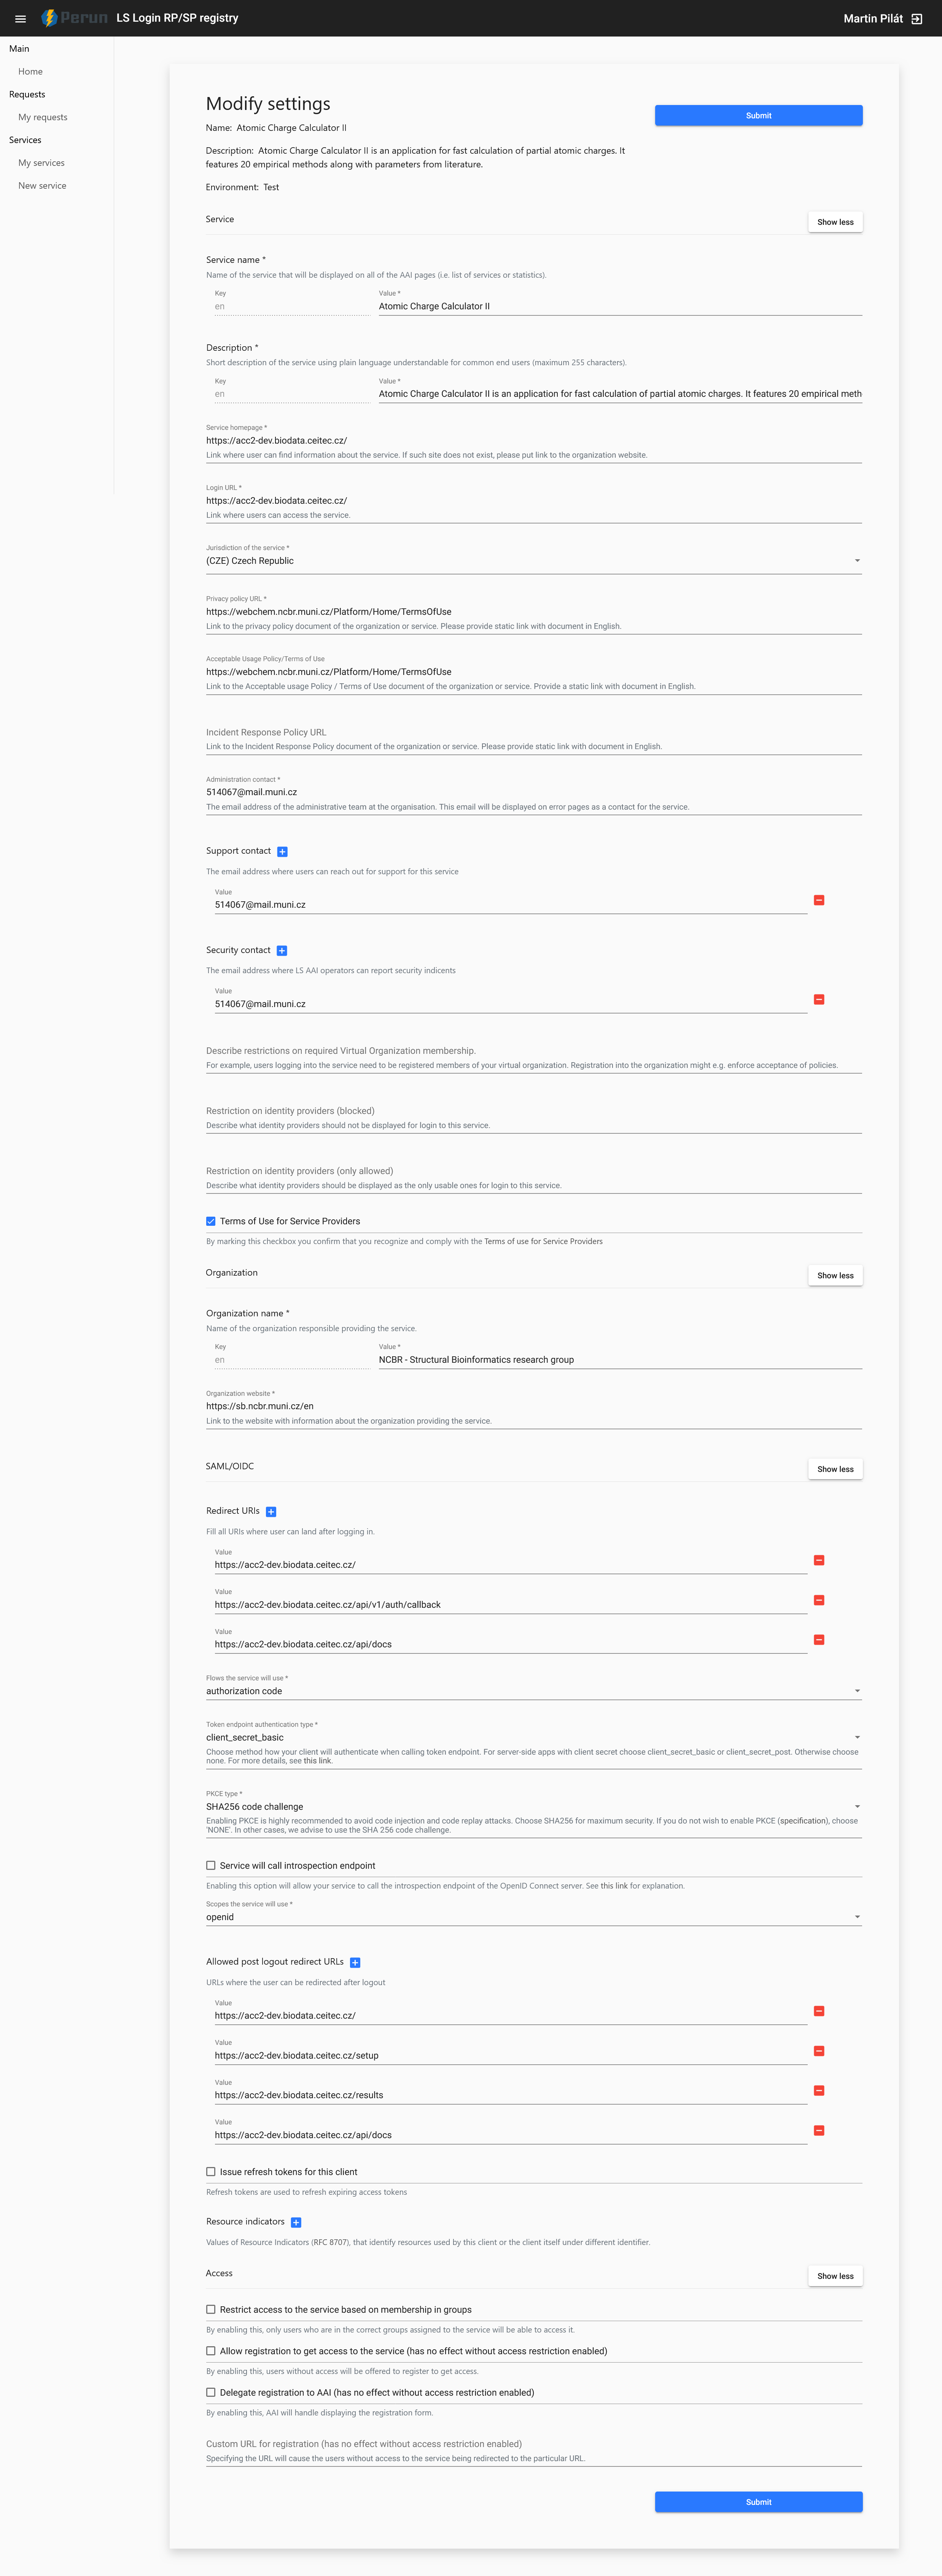 Perun LS Login RP/SP registry
Martin Pilát
Main
Home
Requests
My requests
Services
My services
New service
Modify settings
Submit
Name: Atomic Charge Calculator II
Description: Atomic Charge Calculator II is an application for fast calculation of partial atomic charges. It
features 20 empirical methods along with parameters from literature.
Environment: Test
Service
Show less
Service name *
Name of the service that will be displayed on all of the AAI pages (i.e. list of services or statistics).
Key
en
Value *
Atomic Charge Calculator II
Description *
Short description of the service using plain language understandable for common end users (maximum 255 characters).
Key
en
Value *
Atomic Charge Calculator II is an application for fast calculation of partial atomic charges. It features 20 empirical meth
Service homepage *
https://acc2-dev.biodata.ceitec.cz/
Link where user can find information about the service. If such site does not exist, please put link to the organization website.
Login URL *
https://acc2-dev.biodata.ceitec.cz/
Link where users can access the service.
Jurisdiction of the service *
(CZE) Czech Republic
Privacy policy URL *
https://webchem.ncbr.muni.cz/Platform/Home/TermsOfUse
Link to the privacy policy document of the organization or service. Please provide static link with document in English.
Acceptable Usage Policy/Terms of Use
https://webchem.ncbr.muni.cz/Platform/Home/TermsOfUse
Link to the Acceptable usage Policy / Terms of Use document of the organization or service. Provide a static link with document in English.
Incident Response Policy URL
Link to the Incident Response Policy document of the organization or service. Please provide static link with document in English.
Administration contact *
514067@mail.muni.cz
The email address of the administrative team at the organisation. This email will be displayed on error pages as a contact for the service.
Support contact
The email address where users can reach out for support for this service
Value
514067@mail.muni.cz
Security contact
The email address where LS AAI operators can report security indicents
Value
514067@mail.muni.cz
Describe restrictions on required Virtual Organization membership.
For example, users logging into the service need to be registered members of your virtual organization. Registration into the organization might e.g. enforce acceptance of policies.
Restriction on identity providers (blocked)
Describe what identity providers should not be displayed for login to this service.
Restriction on identity providers (only allowed)
Describe what identity providers should be displayed as the only usable ones for login to this service.
Terms of Use for Service Providers
By marking this checkbox you confirm that you recognize and comply with the Terms of use for Service Providers
Organization
Show less
Organization name *
Name of the organization responsible providing the service.
Key
en
Value *
NCBR - Structural Bioinformatics research group
Organization website *
https://sb.ncbr.muni.cz/en
Link to the website with information about the organization providing the service.
SAML/OIDC
Show less
Redirect URIs
Fill all URIs where user can land after logging in.
Value
https://acc2-dev.biodata.ceitec.cz/
Value
https://acc2-dev.biodata.ceitec.cz/api/v1/auth/callback
Value
https://acc2-dev.biodata.ceitec.cz/api/docs
Flows the service will use *
authorization code
Token endpoint authentication type *
client_secret_basic
Choose method how your client will authenticate when calling token endpoint. For server-side apps with client secret choose client_secret_basic or client_secret_post. Otherwise choose
none. For more details, see this link.
PKCE type *
SHA256 code challenge
Enabling PKCE is highly recommended to avoid code injection and code replay attacks. Choose SHA256 for maximum security. If you do not wish to enable PKCE (specification), choose
'NONE'. In other cases, we advise to use the SHA 256 code challenge.
Service will call introspection endpoint
Enabling this option will allow your service to call the introspection endpoint of the OpenID Connect server. See this link for explanation.
Scopes the service will use *
openid
Allowed post logout redirect URLs
URLs where the user can be redirected after logout
Value
https://acc2-dev.biodata.ceitec.cz/
Value
https://acc2-dev.biodata.ceitec.cz/setup
Value
https://acc2-dev.biodata.ceitec.cz/results
Value
https://acc2-dev.biodata.ceitec.cz/api/docs
Issue refresh tokens for this client
Refresh tokens are used to refresh expiring access tokens
Resource indicators
Values of Resource Indicators (RFC 8707), that identify resources used by this client or the client itself under different identifier.
Access
Show less
Restrict access to the service based on membership in groups
By enabling this, only users who are in the correct groups assigned to the service will be able to access it.
Allow registration to get access to the service (has no effect without access restriction enabled)
By enabling this, users without access will be offered to register to get access.
Delegate registration to AAI (has no effect without access restriction enabled)
By enabling this, AAI will handle displaying the registration form.
Custom URL for registration (has no effect without access restriction enabled)
Specifying the URL will cause the users without access to the service being redirected to the particular URL.
Submit